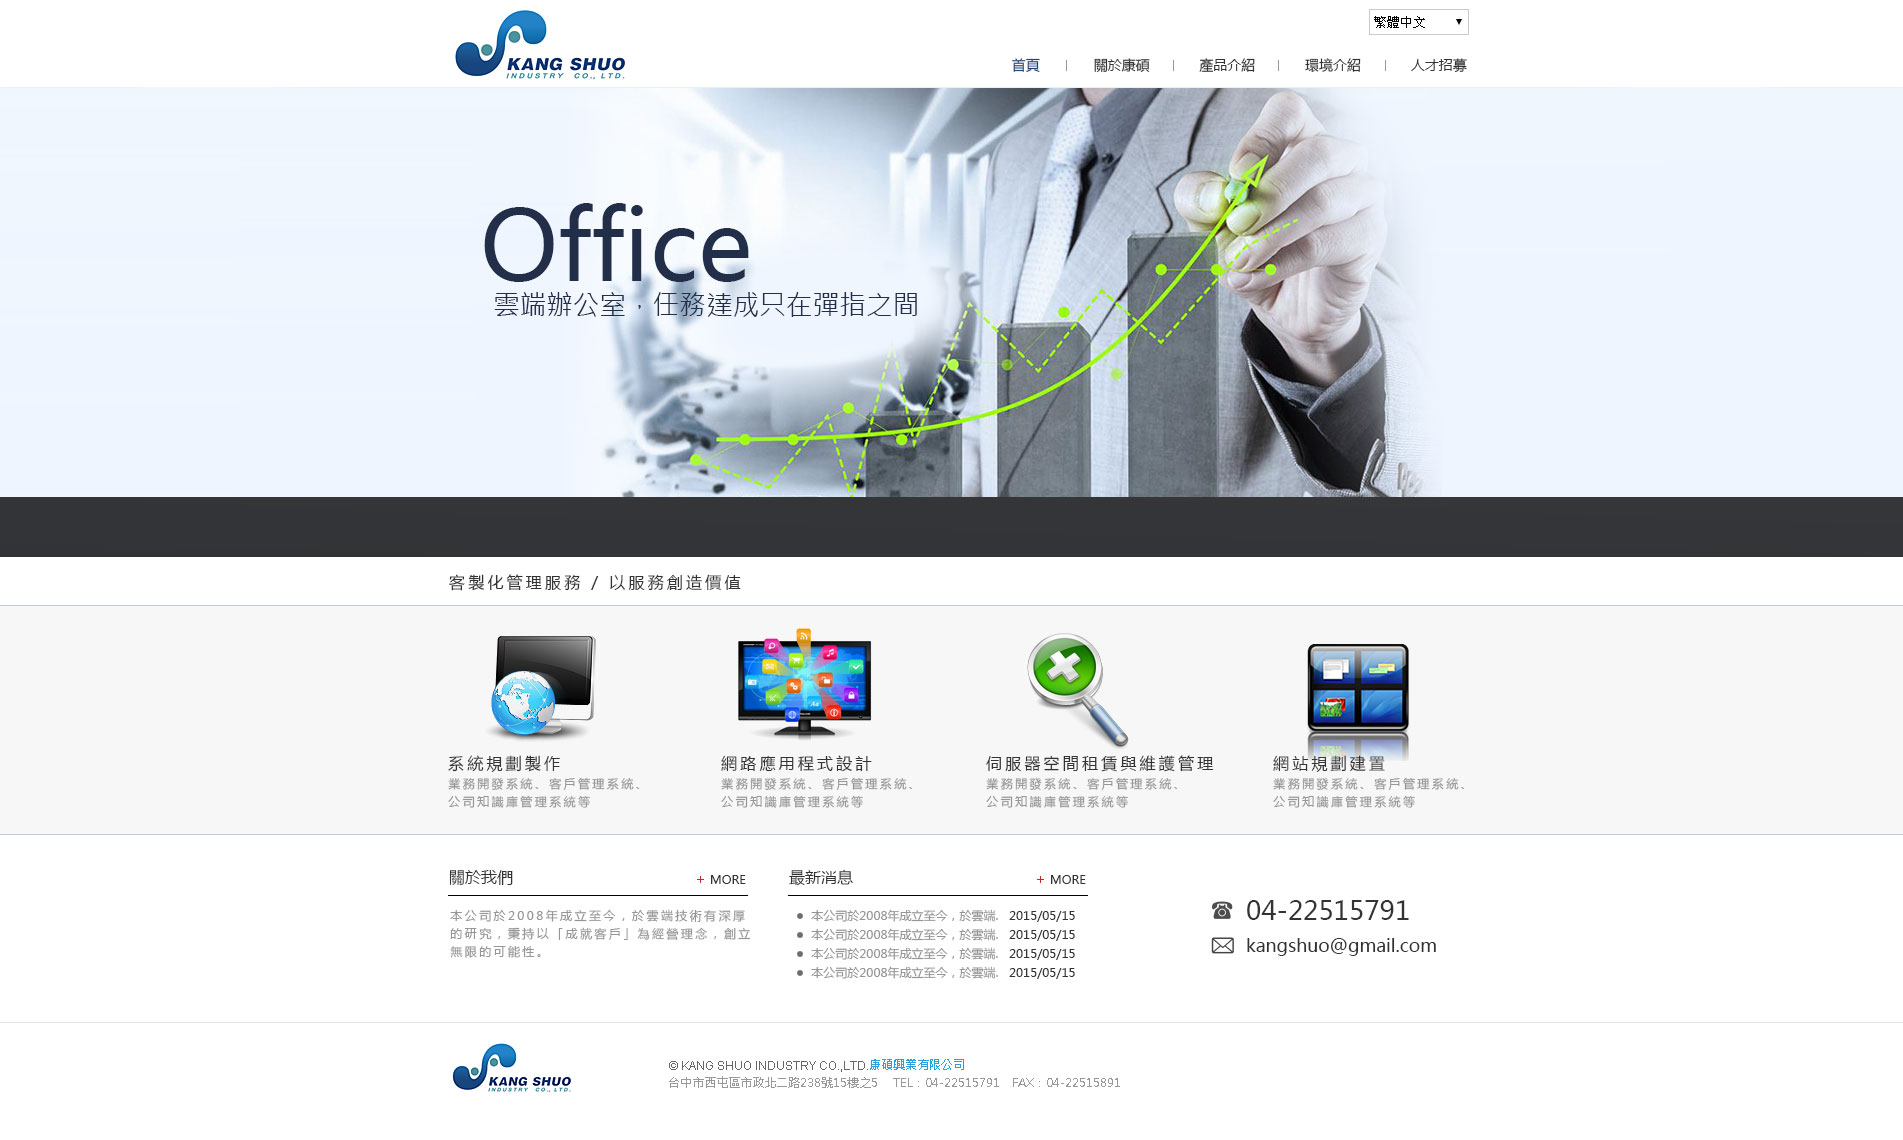 KANG SHUO
INDUSTRY CO., LTD.
繁體中文
首頁 | 關於康碩 | 產品介紹 | 環境介紹 | 人才招募
Office
雲端辦公室，任務達成只在彈指之間
客製化管理服務 / 以服務創造價值
系統規劃製作
業務開發系統、客戶管理系統、
公司知識庫管理系統等
網路應用程式設計
業務開發系統、客戶管理系統、
公司知識庫管理系統等
伺服器空間租賃與維護管理
業務開發系統、客戶管理系統、
公司知識庫管理系統等
網站規劃建置
業務開發系統、客戶管理系統、
公司知識庫管理系統等
關於我們
+ MORE
本公司於2008年成立至今，於雲端技術有深厚
的研究，秉持以「成就客戶」為經營理念，創立
無限的可能性。
最新消息
+ MORE
本公司於2008年成立至今，於雲端. 2015/05/15
本公司於2008年成立至今，於雲端. 2015/05/15
本公司於2008年成立至今，於雲端. 2015/05/15
本公司於2008年成立至今，於雲端. 2015/05/15
04-22515791
kangshuo@gmail.com
KANG SHUO
INDUSTRY CO., LTD.
© KANG SHUO INDUSTRY CO.,LTD.康碩興業有限公司
台中市西屯區市政北二路238號15樓之5 TEL : 04-22515791 FAX : 04-22515891